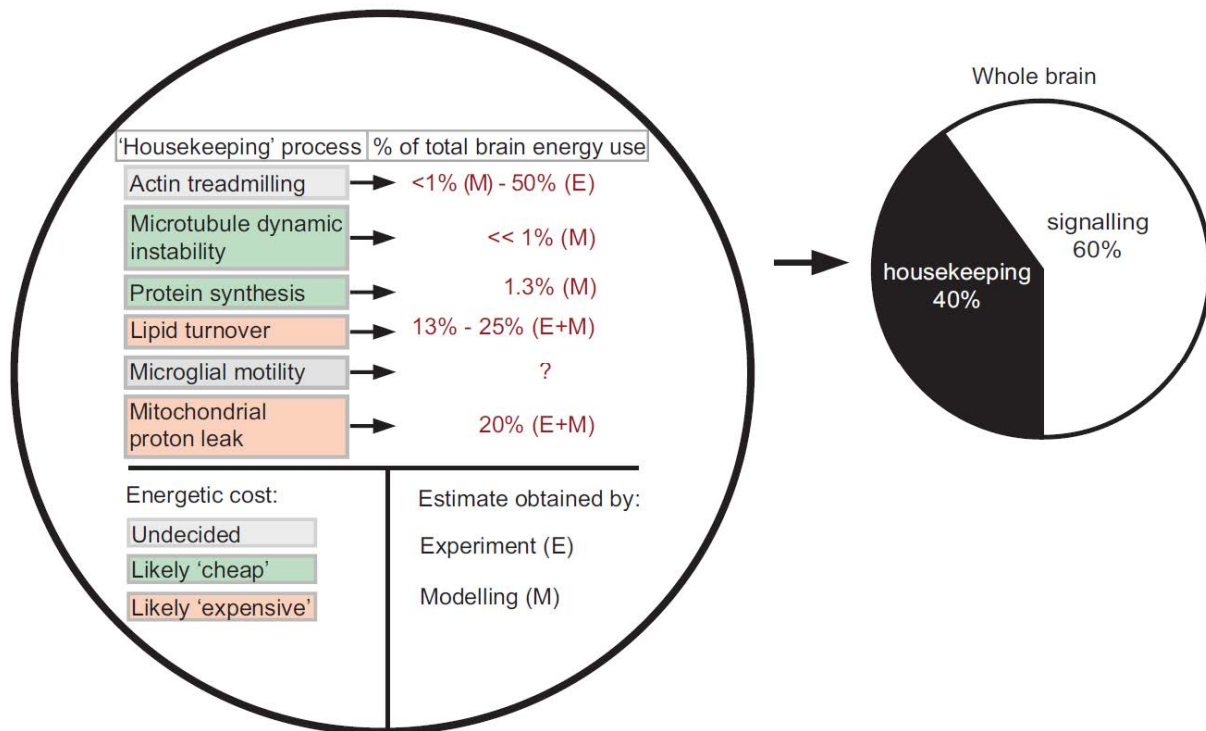 'Housekeeping' process % of total brain energy use
Actin treadmilling <1% (M) - 50% (E)
Microtubule dynamic
instability << 1% (M)
Protein synthesis 1.3% (M)
Lipid turnover 13% - 25% (E+M)
Microglial motility ?
Mitochondrial
proton leak 20% (E+M)
Energetic cost:
Undecided
Likely 'cheap'
Likely 'expensive'
Estimate obtained by:
Experiment (E)
Modelling (M)
Whole brain
signalling
60%
housekeeping
40%